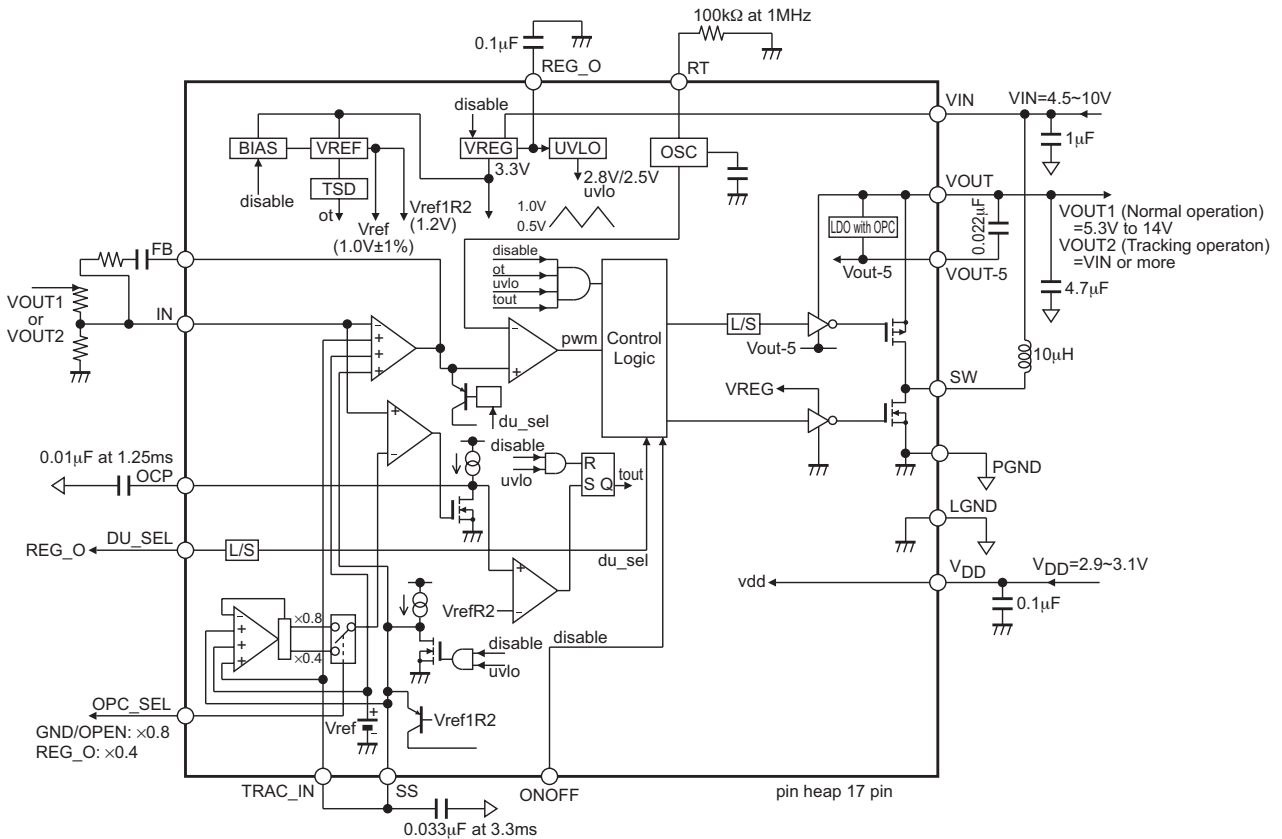 100kΩ at 1MHz
0.1μF
REG_O
RT
VIN
VIN=4.5~10V
1μF
disable
BIAS
VREF
VREG
UVLO
OSC
3.3V
2.8V/2.5V
uvlo
disable
TSD
ot
Vref
(1.0V±1%)
Vref1R2
(1.2V)
1.0V
0.5V
VOUT
LDO with OPC
0.022μF
VOUT1 (Normal operation)
=5.3V to 14V
VOUT2 (Tracking operaton)
=VIN or more
Vout-5
VOUT-5
4.7μF
FB
VOUT1
or
VOUT2
IN
disable
ot
uvlo
tout
pwm
Control
Logic
L/S
Vout-5
10μH
SW
VREG
du_sel
0.01μF at 1.25ms
OCP
disable
uvlo
R
S Q
tout
PGND
LGND
DU_SEL
REG_O
L/S
du_sel
VDD
VDD=2.9~3.1V
vdd
0.1μF
VrefR2
×0.8
×0.4
disable
disable
uvlo
OPC_SEL
GND/OPEN: ×0.8
REG_O: ×0.4
Vref
Vref1R2
TRAC_IN
SS
ONOFF
pin heap 17 pin
0.033μF at 3.3ms